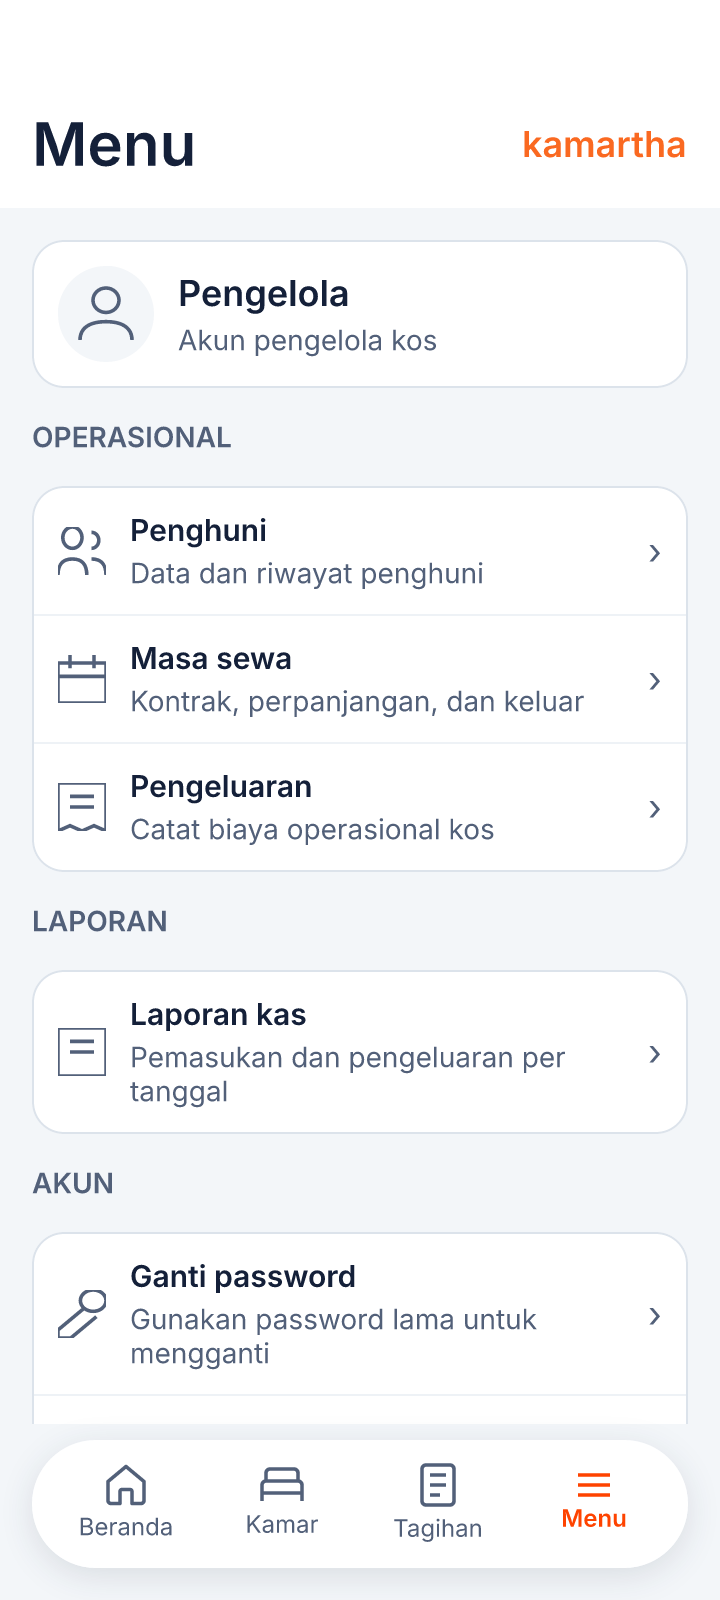 Menu
kamartha
Pengelola
Akun pengelola kos
OPERASIONAL
Penghuni
Data dan riwayat penghuni
Masa sewa
Kontrak, perpanjangan, dan keluar
Pengeluaran
Catat biaya operasional kos
LAPORAN
Laporan kas
Pemasukan dan pengeluaran per
tanggal
AKUN
Ganti password
Gunakan password lama untuk
mengganti
Beranda
Kamar
Tagihan
Menu